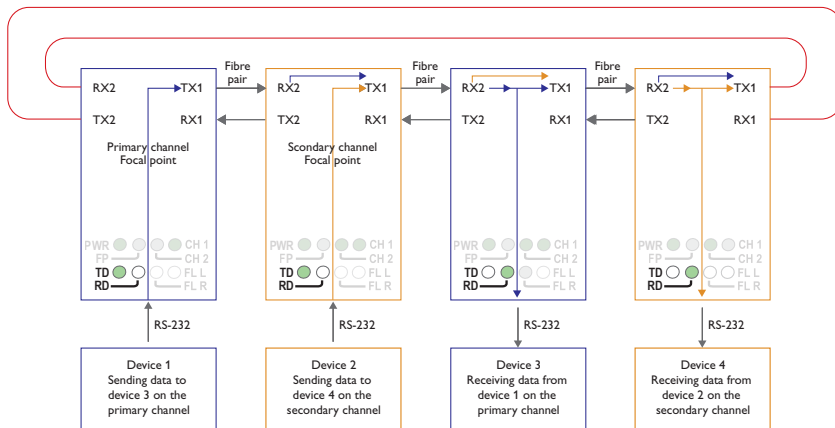 Fibre
pair
Fibre
pair
Fibre
pair
RX2 TX1
TX2 RX1
Primary channel
Focal point
PWR CH 1
FP CH 2
TD FL L
RD FL R
RX2 TX1
TX2 RX1
Scondary channel
Focal point
PWR CH 1
FP CH 2
TD FL L
RD FL R
RX2 TX1
TX2 RX1
PWR CH 1
FP CH 2
TD FL L
RD FL R
RX2 TX1
TX2 RX1
PWR CH 1
FP CH 2
TD FL L
RD FL R
RS-232
RS-232
RS-232
RS-232
Device 1
Sending data to
device 3 on the
primary channel
Device 2
Sending data to
device 4 on the
secondary channel
Device 3
Receiving data from
device 1 on the
primary channel
Device 4
Receiving data from
device 2 on the
secondary channel